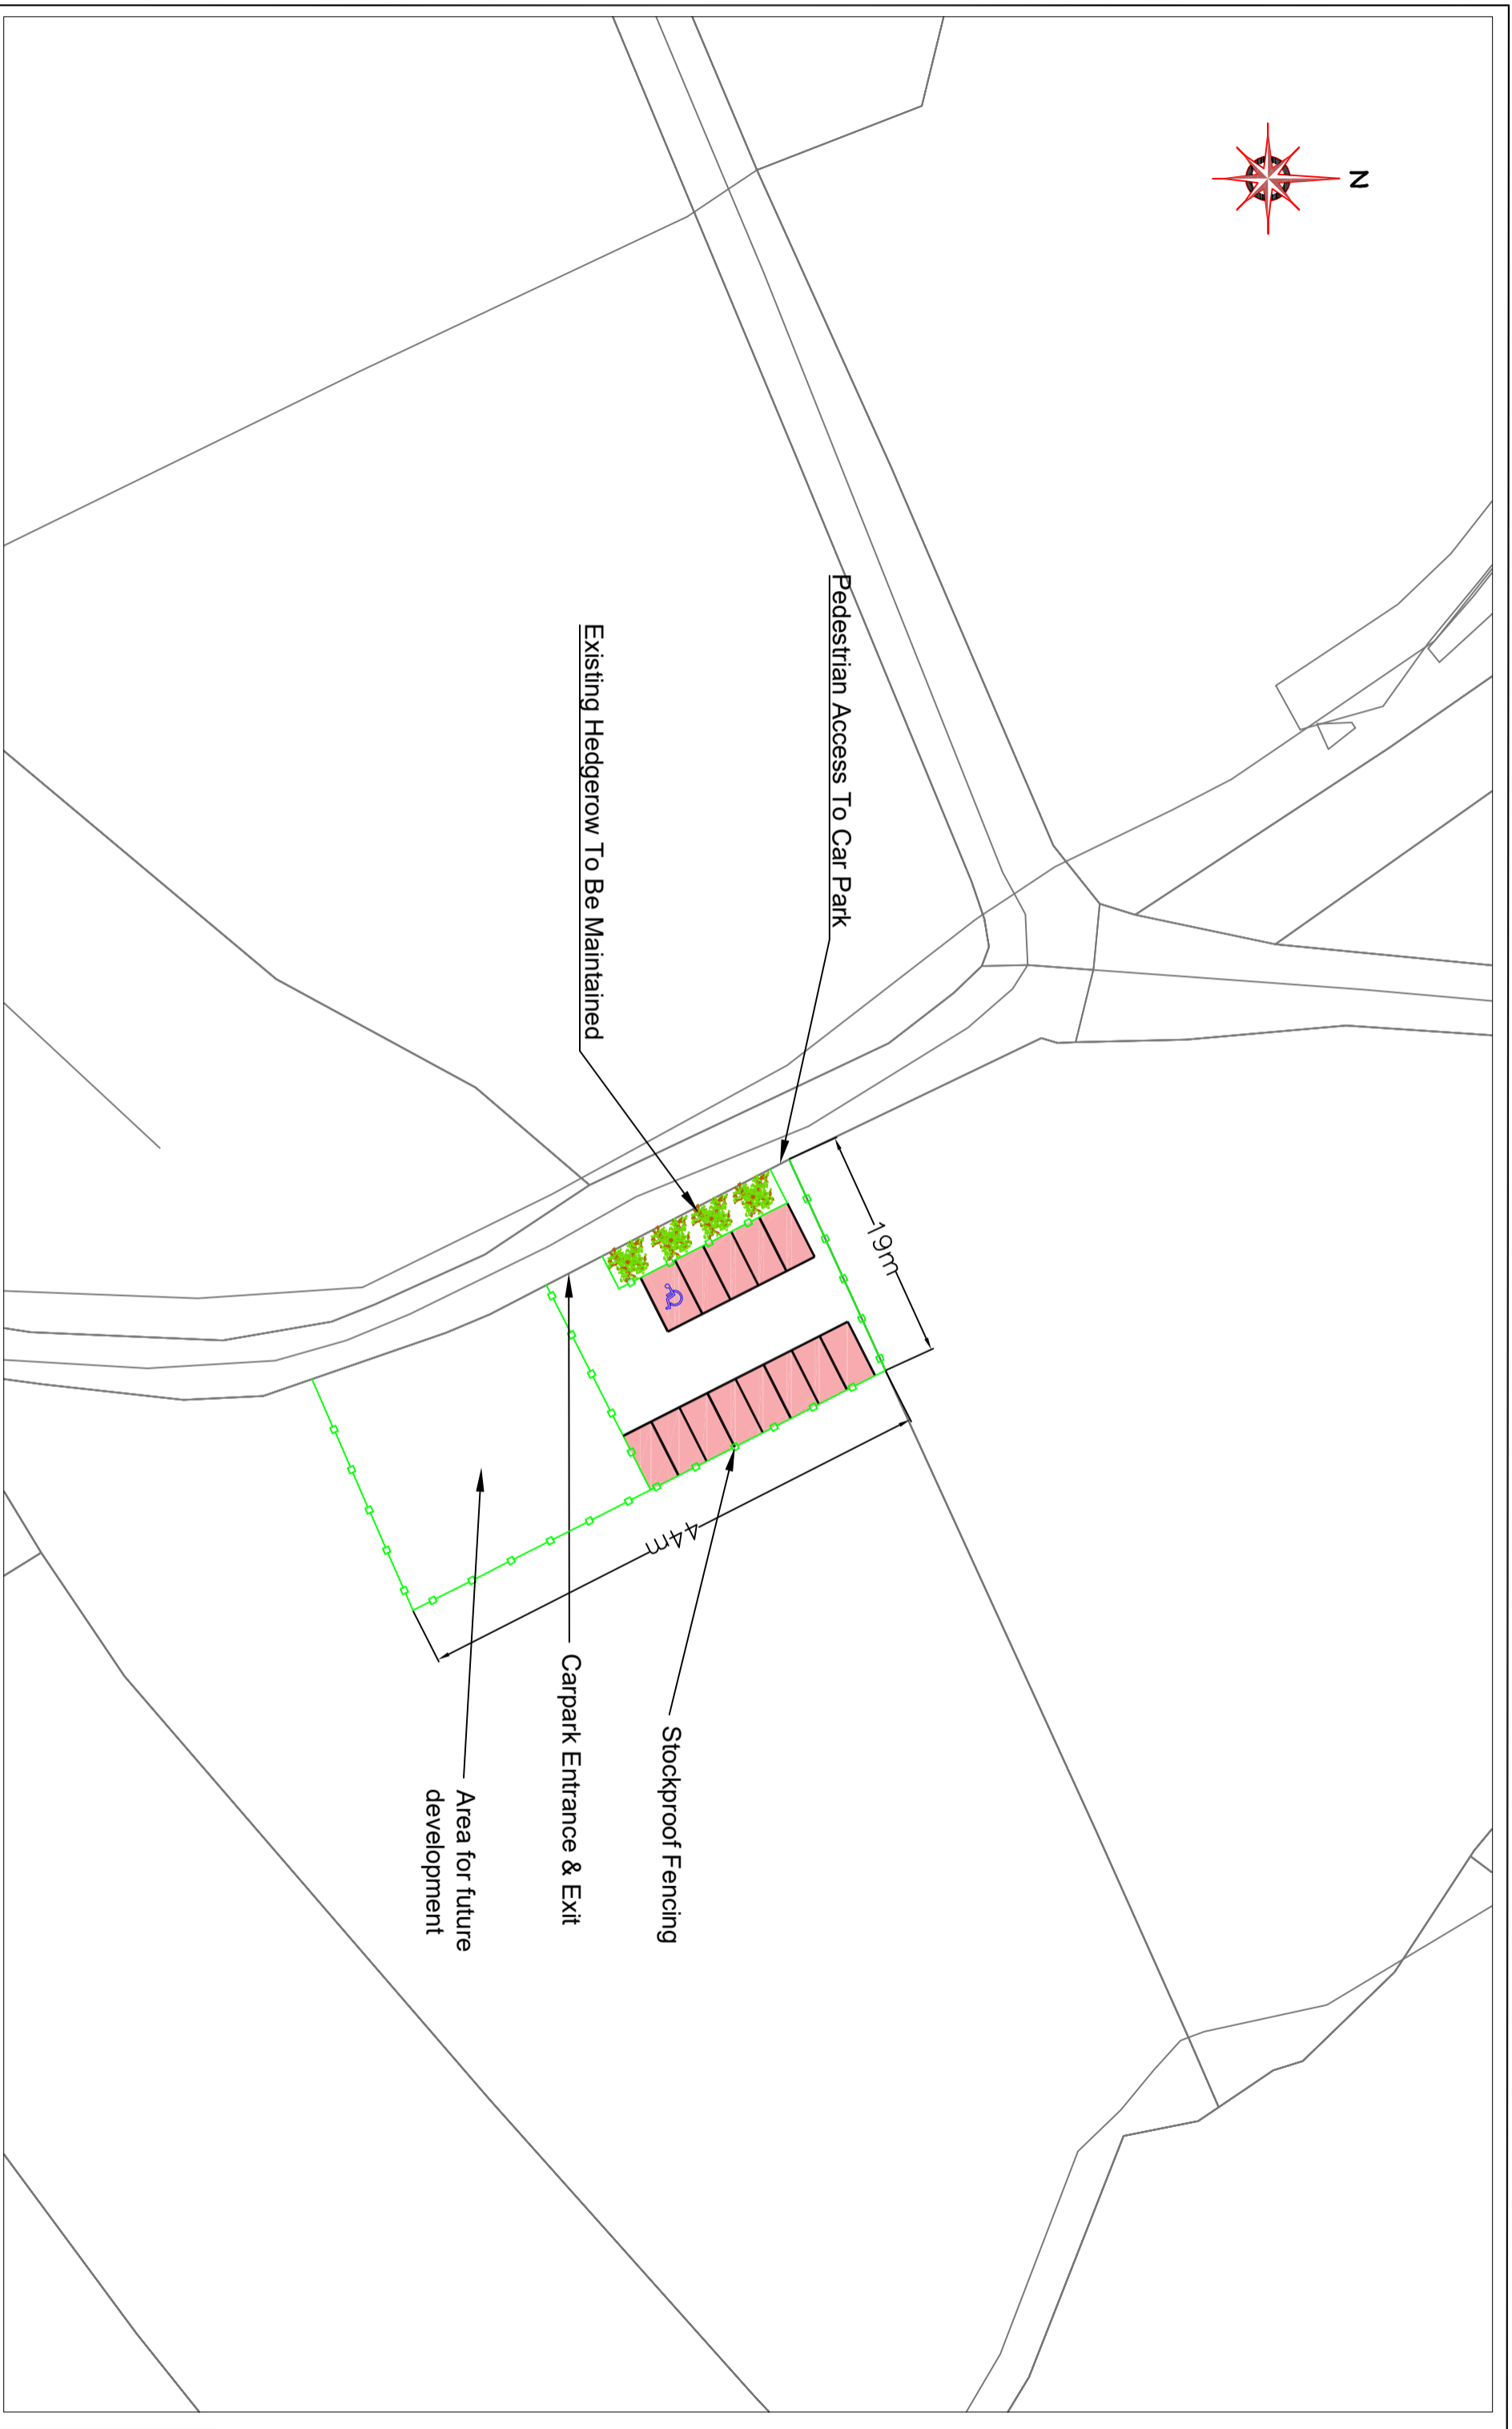 N
Pedestrian Access To Car Park
Existing Hedgerow To Be Maintained
19m
44m
Stockproof Fencing
Carpark Entrance & Exit
Area for future
development